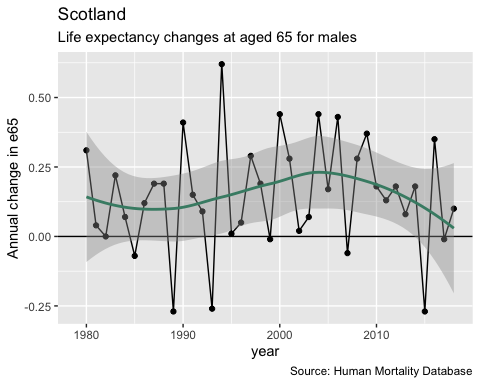 Scotland
Life expectancy changes at aged 65 for males
Annual change in e65
0.50
0.25
0.00
-0.25
1980
1990
2000
2010
year
Source: Human Mortality Database